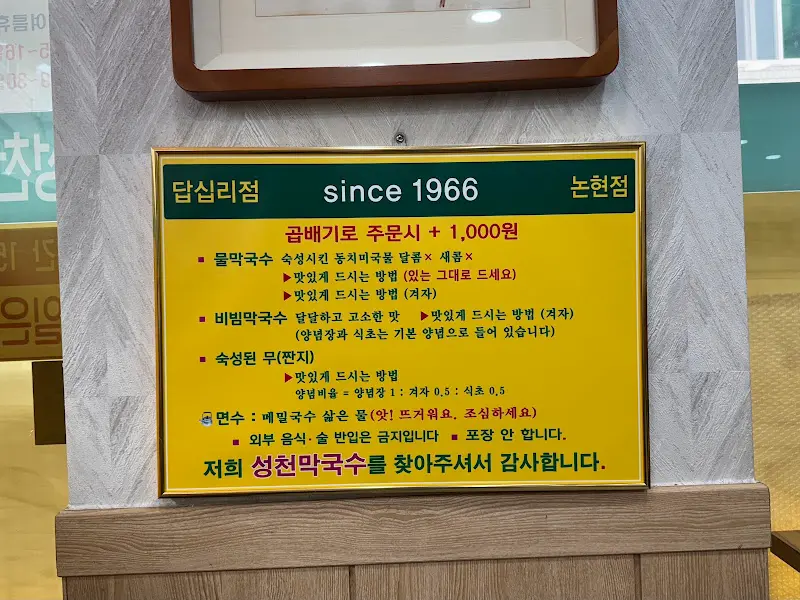 답십리점 since 1966 논현점
곱배기로 주문시 + 1,000원
▪ 물막국수 숙성시킨 동치미국물 달콤× 새콤×
▶맛있게 드시는 방법 (있는 그대로 드세요)
▶맛있게 드시는 방법 (겨자)
▪ 비빔막국수 달달하고 고소한 맛 ▶맛있게 드시는 방법 (겨자)
(양념장과 식초는 기본 양념으로 들어 있습니다)
▪ 숙성된 무(짠지)
▶맛있게 드시는 방법
양념비율 = 양념장 1 : 겨자 0.5 : 식초 0.5
면수 : 메밀국수 삶은 물(앗! 뜨거워요. 조심하세요)
▪ 외부 음식·술 반입은 금지입니다 ▪ 포장 안 합니다.
저희 성천막국수를 찾아주셔서 감사합니다.